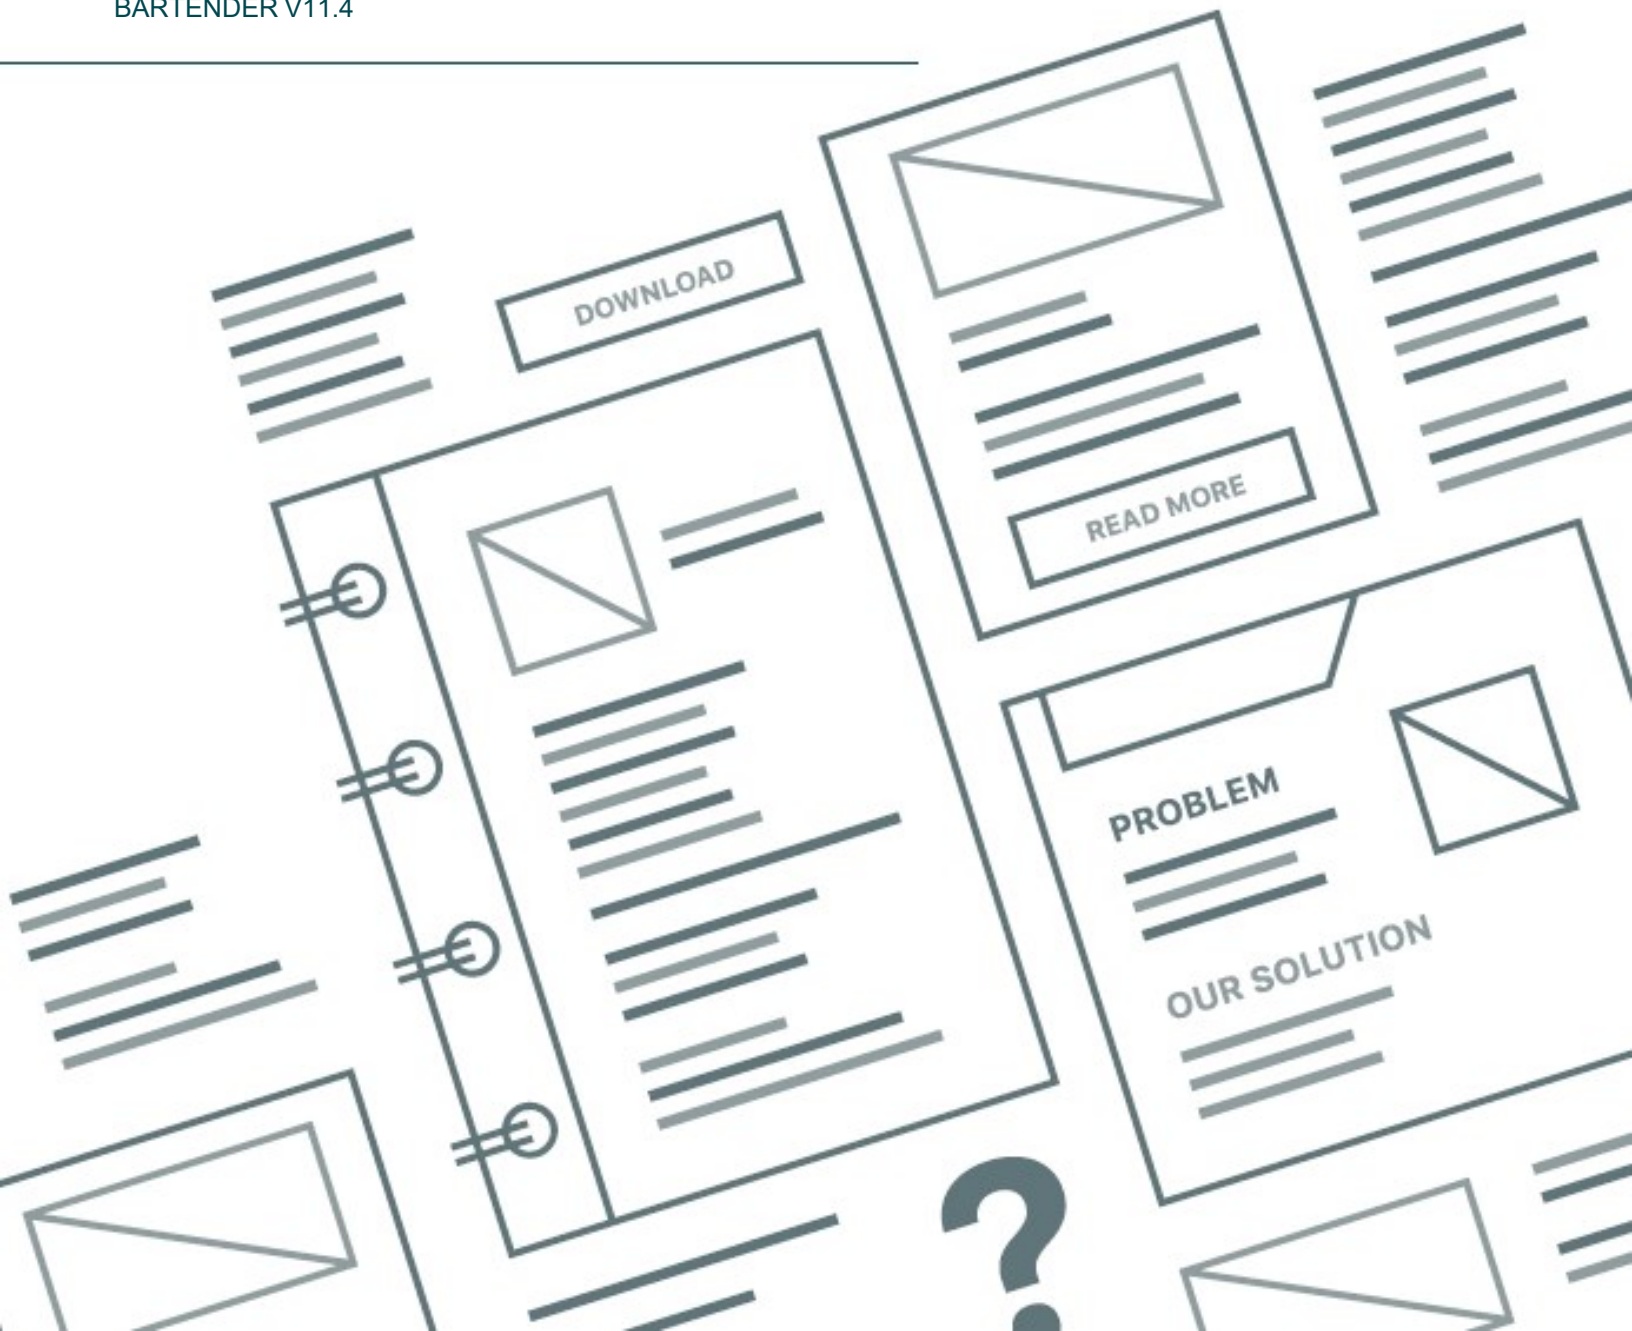 BARTENDER V11.4
DOWNLOAD
READ MORE
PROBLEM
OUR SOLUTION
?